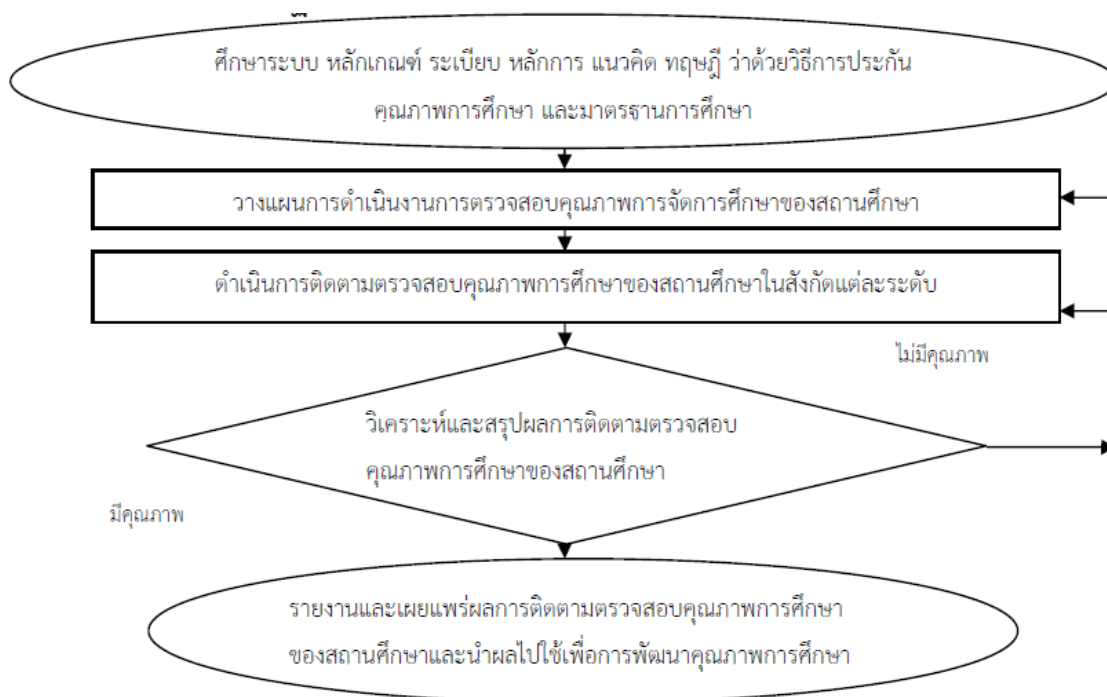 ศึกษาระบบ หลักเกณฑ์ ระเบียบ หลักการ แนวคิด ทฤษฎี ว่าด้วยวิธีการประกัน
คุณภาพการศึกษา และมาตรฐานการศึกษา
วางแผนการดำเนินงานการตรวจสอบคุณภาพการจัดการศึกษาของสถานศึกษา
ดำเนินการติดตามตรวจสอบคุณภาพการศึกษาของสถานศึกษาในสังกัดแต่ละระดับ
ไม่มีคุณภาพ
วิเคราะห์และสรุปผลการติดตามตรวจสอบ
คุณภาพการศึกษาของสถานศึกษา
มีคุณภาพ
รายงานและเผยแพร่ผลการติดตามตรวจสอบคุณภาพการศึกษา
ของสถานศึกษาและนำผลไปใช้เพื่อการพัฒนาคุณภาพการศึกษา